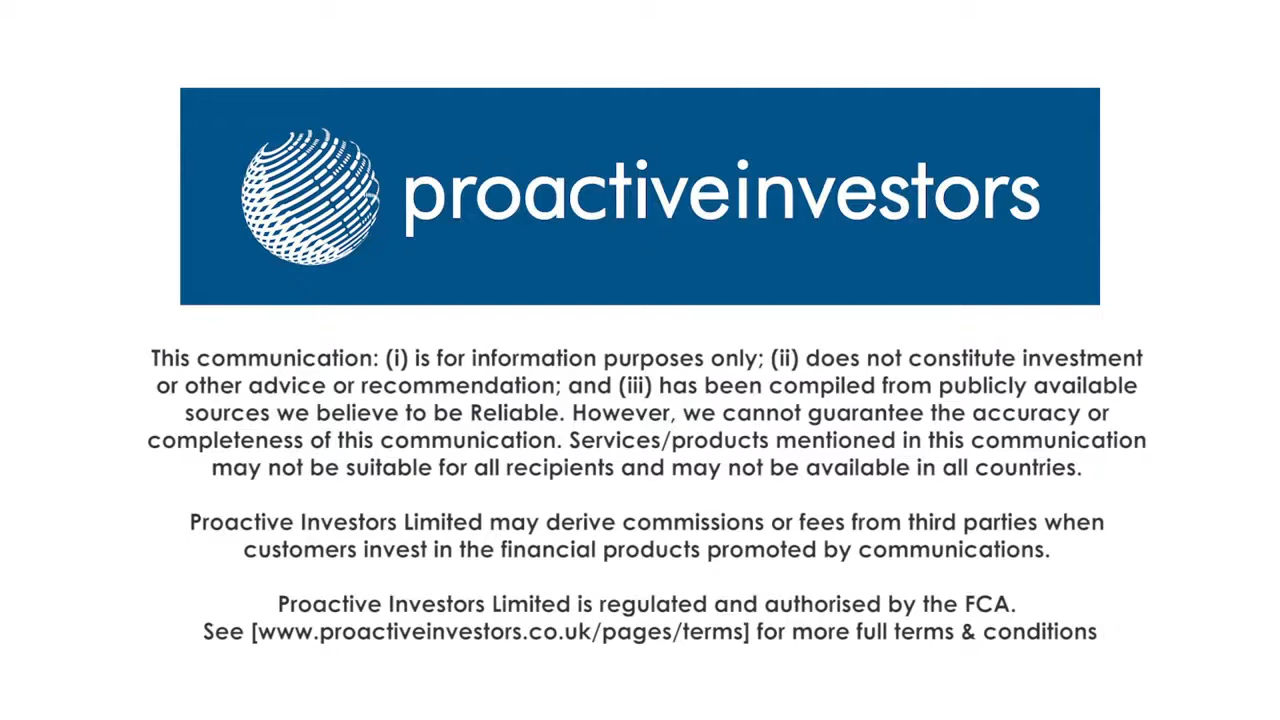 proactiveinvestors
This communication: (i) is for information purposes only; (ii) does not constitute investment
or other advice or recommendation; and (iii) has been compiled from publicly available
sources we believe to be Reliable. However, we cannot guarantee the accuracy or
completeness of this communication. Services/products mentioned in this communication
may not be suitable for all recipients and may not be available in all countries.
Proactive Investors Limited may derive commissions or fees from third parties when
customers invest in the financial products promoted by communications.
Proactive Investors Limited is regulated and authorised by the FCA.
See [www.proactiveinvestors.co.uk/pages/terms] for more full terms & conditions